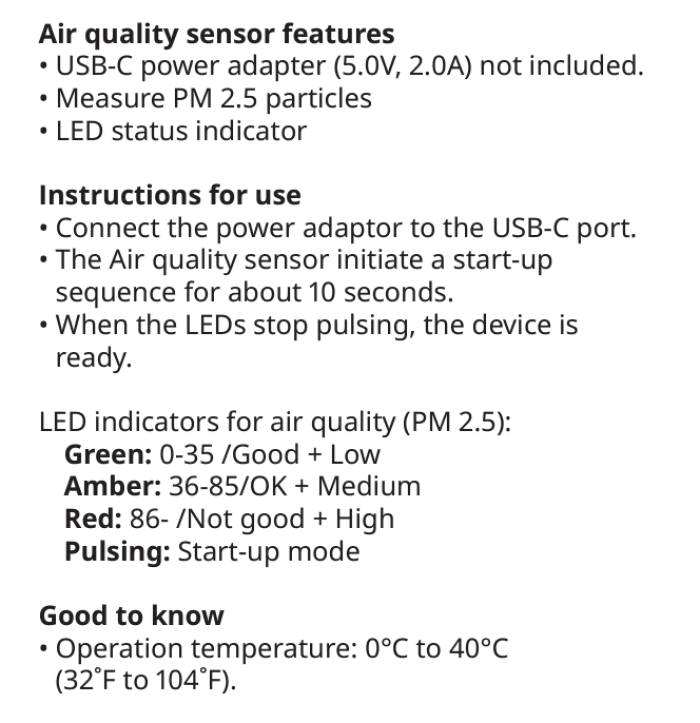 Air quality sensor features
• USB-C power adapter (5.0V, 2.0A) not included.
• Measure PM 2.5 particles
• LED status indicator
Instructions for use
• Connect the power adaptor to the USB-C port.
• The Air quality sensor initiate a start-up
sequence for about 10 seconds.
• When the LEDs stop pulsing, the device is
ready.
LED indicators for air quality (PM 2.5):
Green: 0-35 /Good + Low
Amber: 36-85/OK + Medium
Red: 86- /Not good + High
Pulsing: Start-up mode
Good to know
• Operation temperature: 0°C to 40°C
(32˚F to 104˚F).